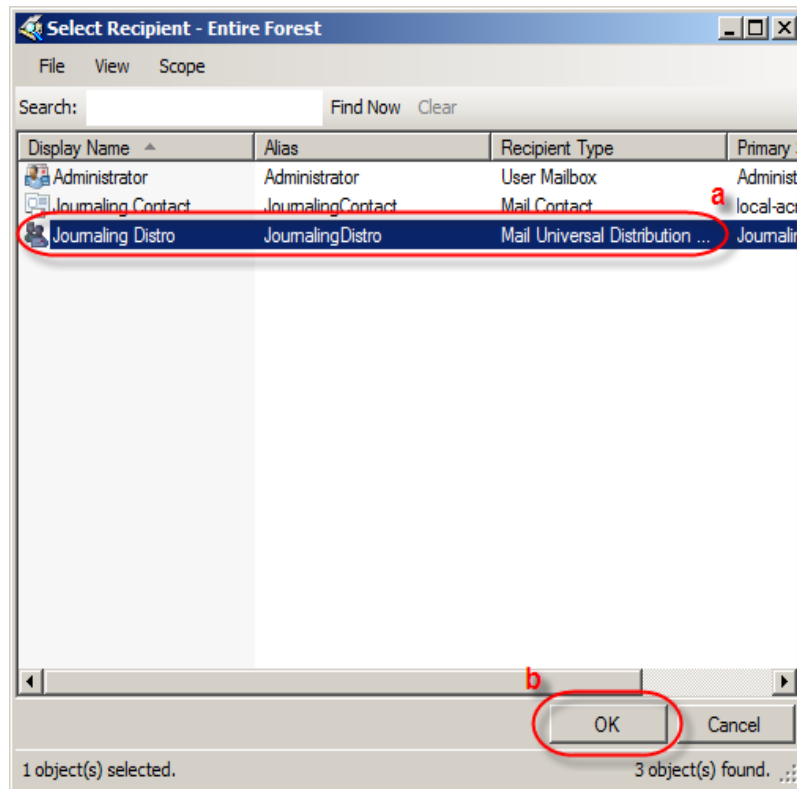 Select Recipient - Entire Forest
File View Scope
Search: Find Now Clear
Display Name Alias Recipient Type Primary
Administrator Administrator User Mailbox Administ
a
Journaling Contact JournalingContact Mail Contact local-acr
Journaling Distro JournalingDistro Mail Universal Distribution ... Journalin
b
OK Cancel
1 object(s) selected. 3 object(s) found.